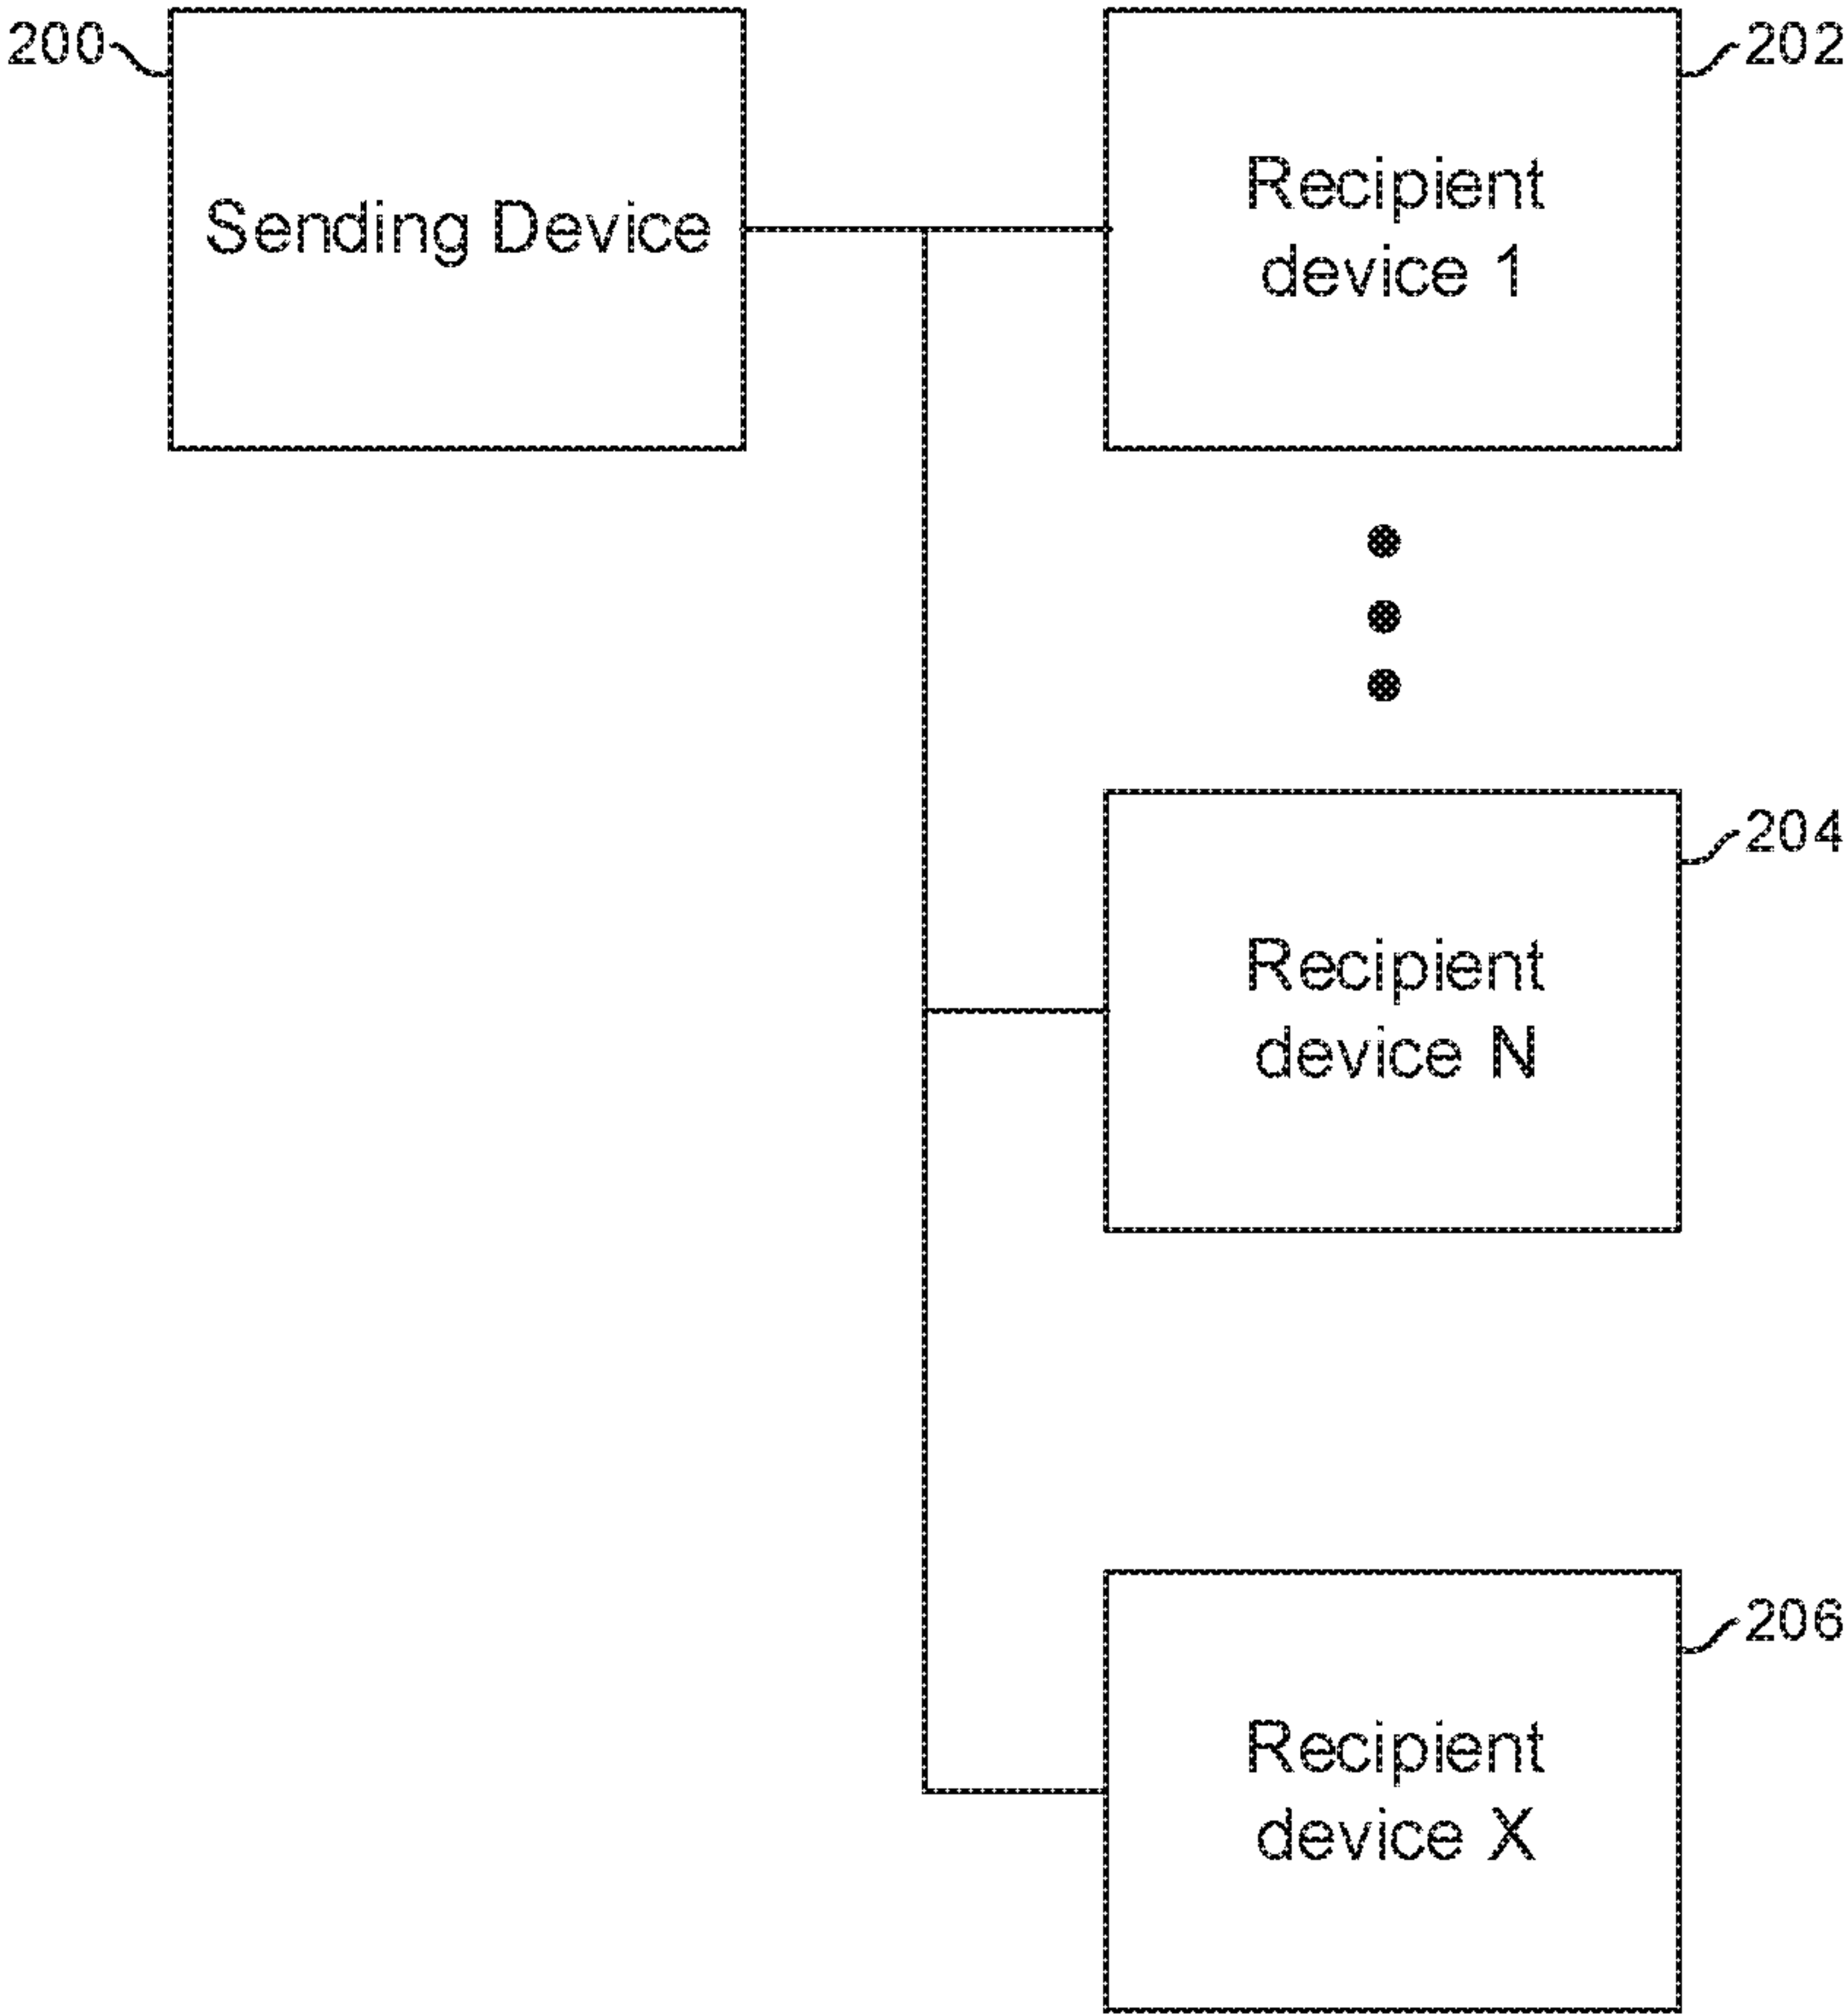 200
Sending Device
202
Recipient
device 1
204
Recipient
device N
206
Recipient
device X